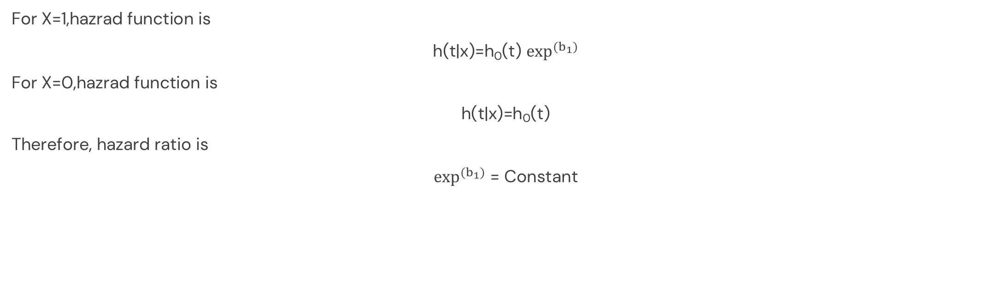 For X=1,hazrad function is
h(t|x)=h₀(t) exp⁽ᵇ₁⁾
For X=0,hazrad function is
h(t|x)=h₀(t)
Therefore, hazard ratio is
exp⁽ᵇ₁⁾ = Constant